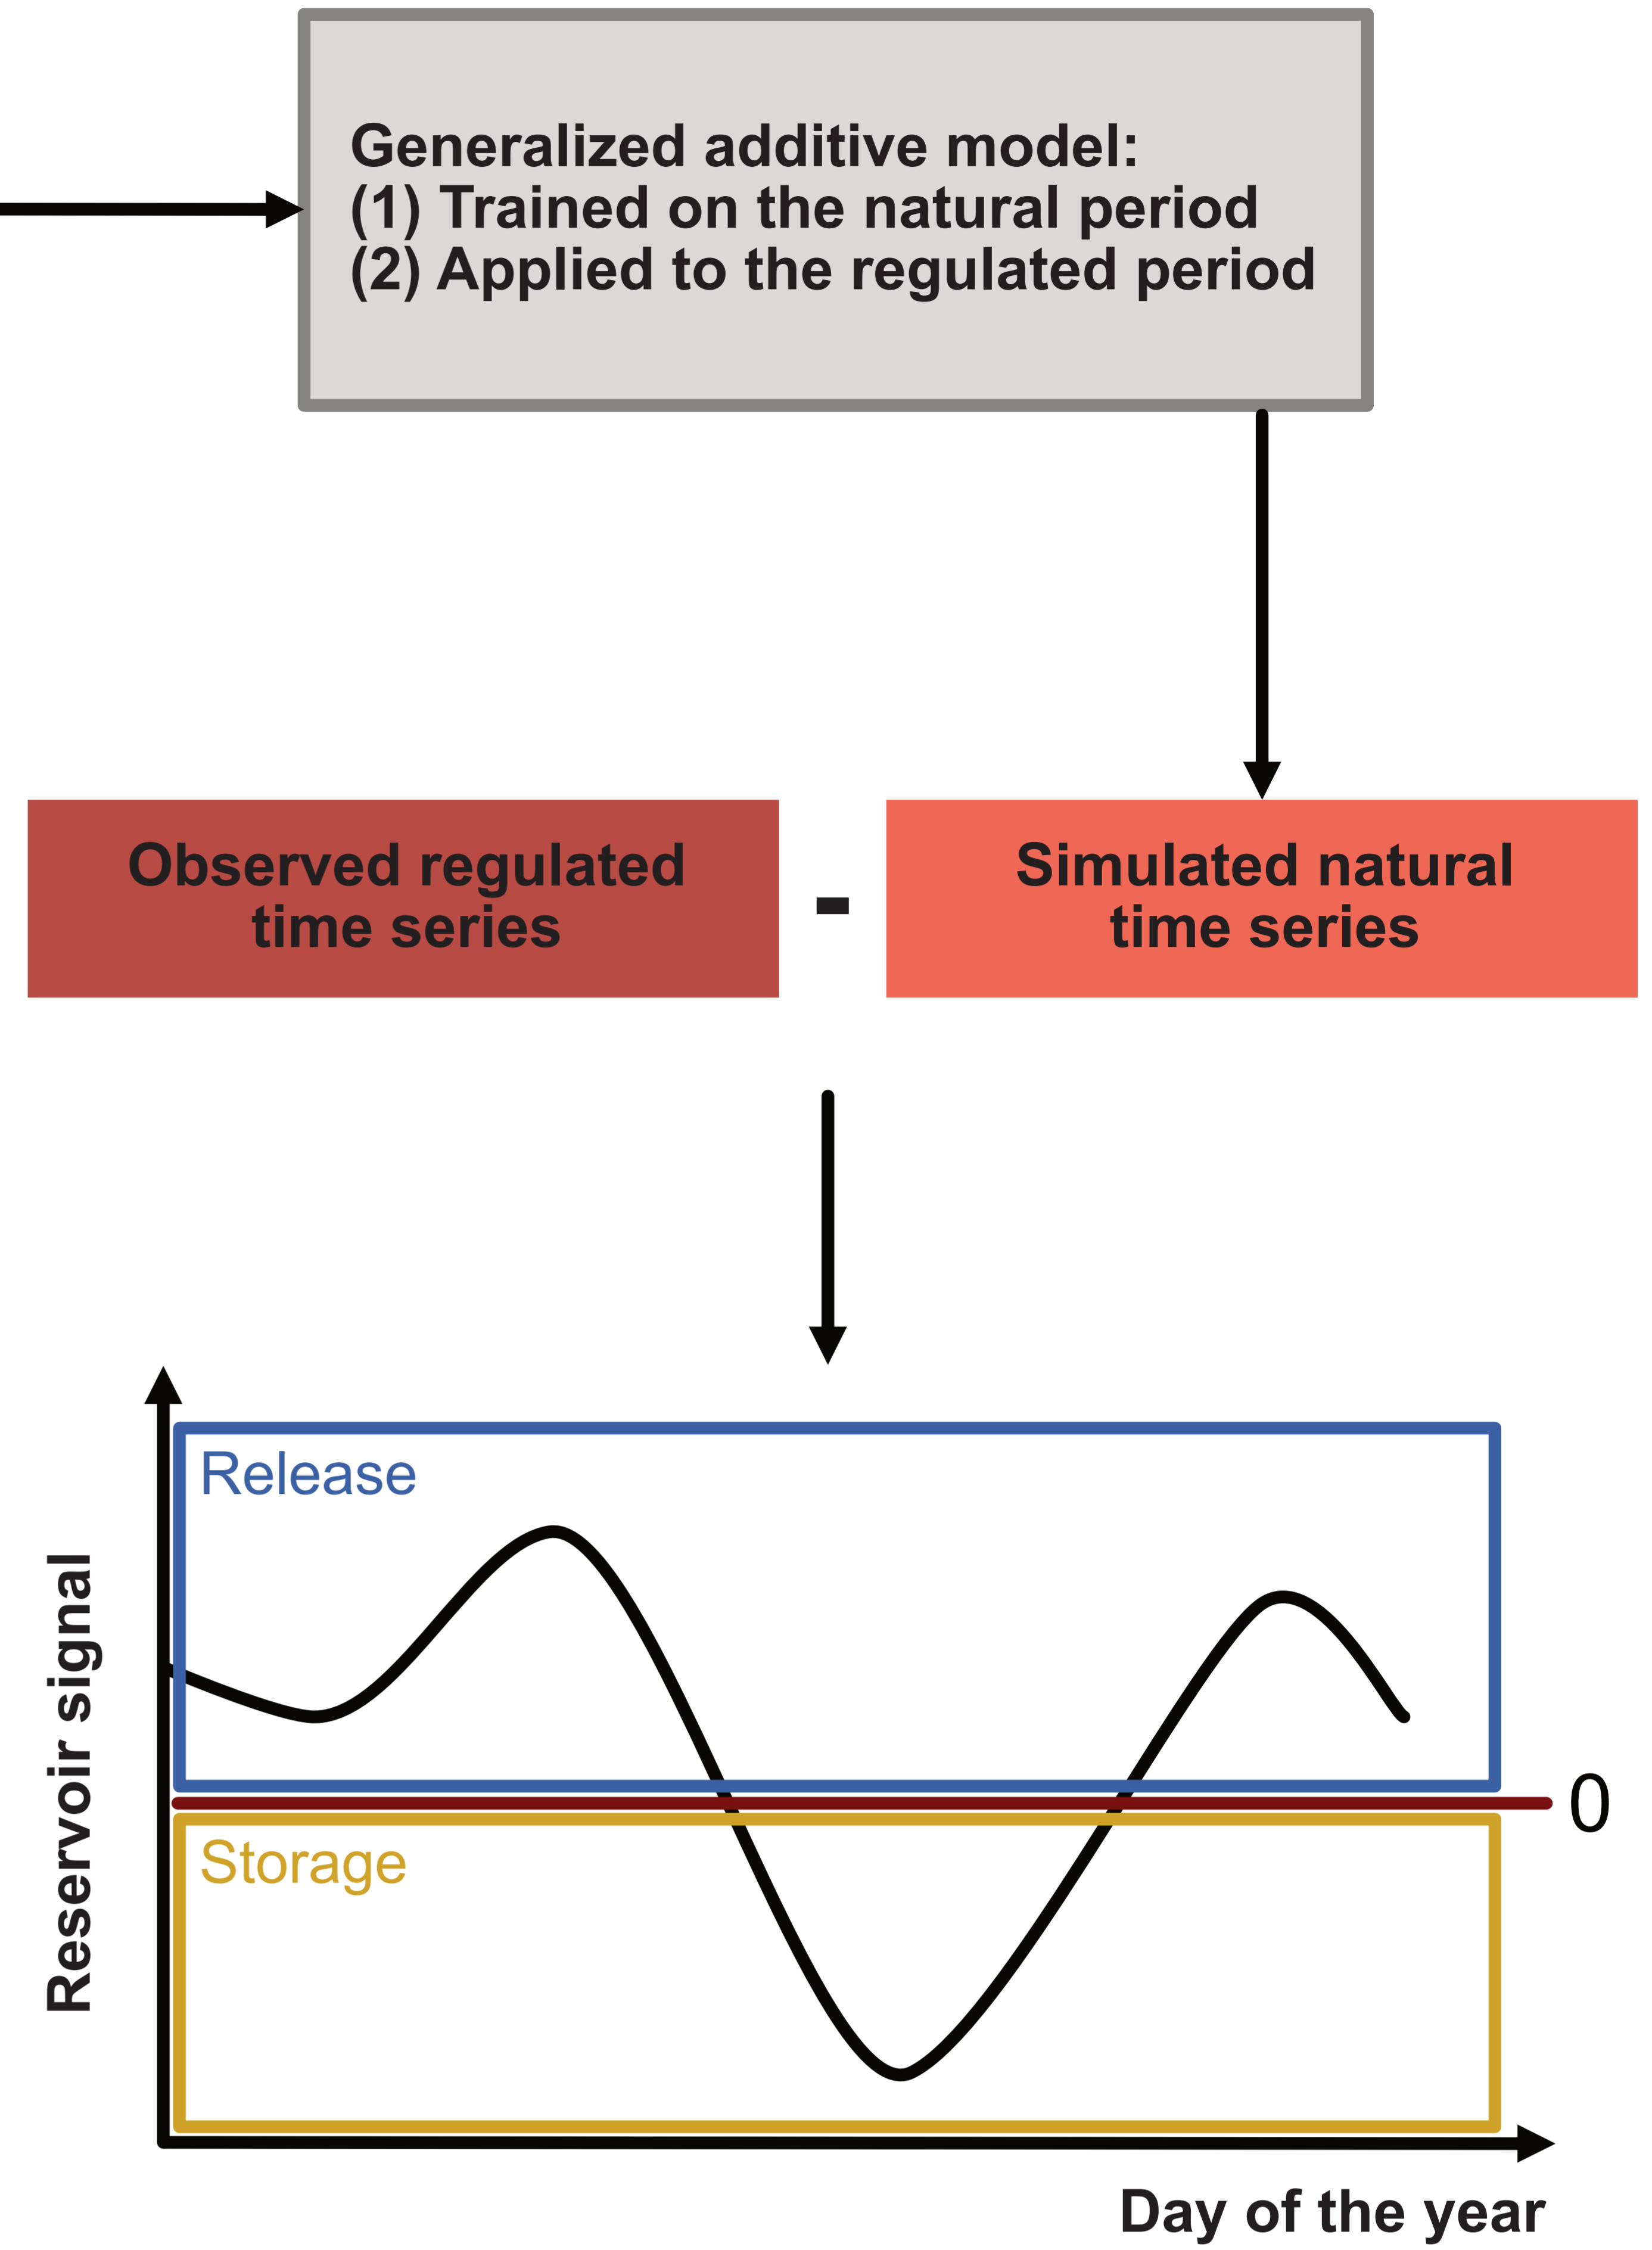 Generalized additive model:
(1) Trained on the natural period
(2) Applied to the regulated period
Observed regulated
time series
-
Simulated natural
time series
Release
Reservoir signal
0
Storage
Day of the year